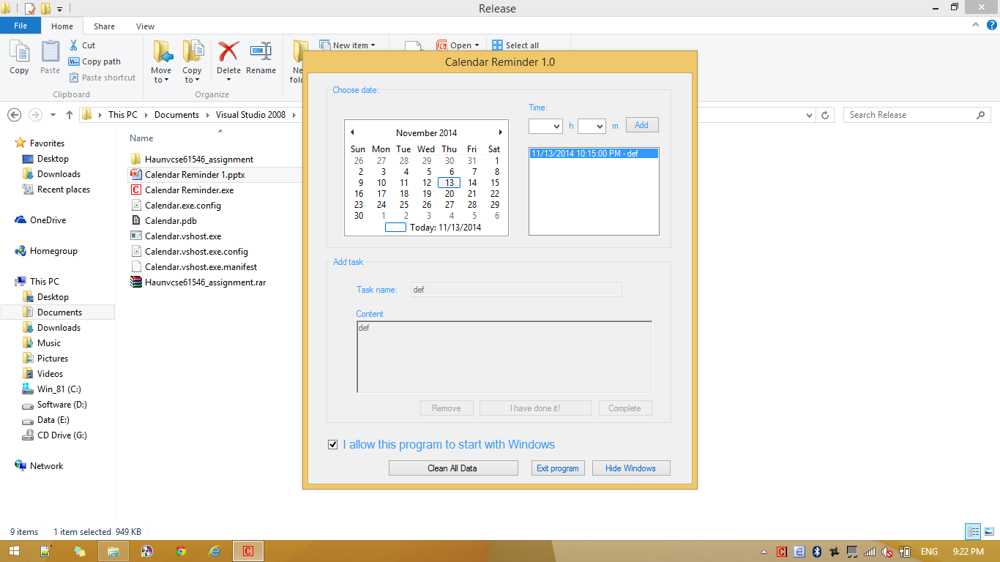 Release
File Home Share View
Copy
Paste
Cut
Copy path
Paste shortcut
Clipboard
Move to
Copy to
Delete
Rename
Organize
New item
Open
Select all
This PC Documents Visual Studio 2008
Search Release
Favorites
Desktop
Downloads
Recent places
OneDrive
Homegroup
This PC
Desktop
Documents
Downloads
Music
Pictures
Videos
Win_81 (C:)
Software (D:)
Data (E:)
CD Drive (G:)
Network
Name
Haunvcse61546_assignment
Calendar Reminder 1.pptx
Calendar Reminder.exe
Calendar.exe.config
Calendar.pdb
Calendar.vshost.exe
Calendar.vshost.exe.config
Calendar.vshost.exe.manifest
Haunvcse61546_assignment.rar
Calendar Reminder 1.0
Choose date:
November 2014
Sun Mon Tue Wed Thu Fri Sat
26 27 28 29 30 31 1
2 3 4 5 6 7 8
9 10 11 12 13 14 15
16 17 18 19 20 21 22
23 24 25 26 27 28 29
30 1 2 3 4 5 6
Today: 11/13/2014
Time:
h m Add
11/13/2014 10:15:00 PM - def
Add task
Task name: def
Content
def
Remove I have done it! Complete
I allow this program to start with Windows
Clean All Data Exit program Hide Windows
9 items 1 item selected 949 KB
ENG 9:22 PM